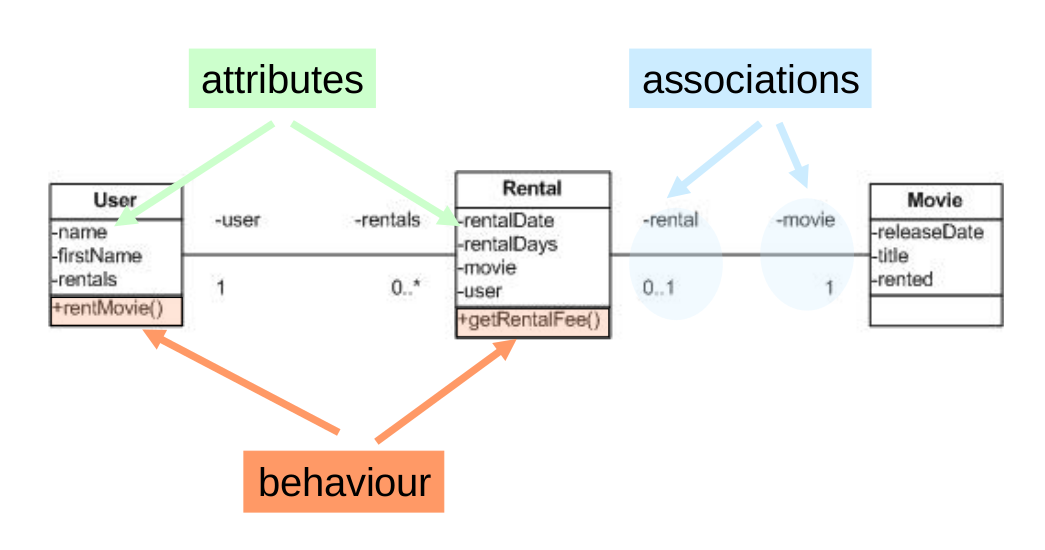 attributes
associations
User
-name
-firstName
-rentals
+rentMovie()
-user
-rentals
1
0..*
Rental
-rentalDate
-rentalDays
-movie
-user
+getRentalFee()
-rental
-movie
0..1
1
Movie
-releaseDate
-title
-rented
behaviour